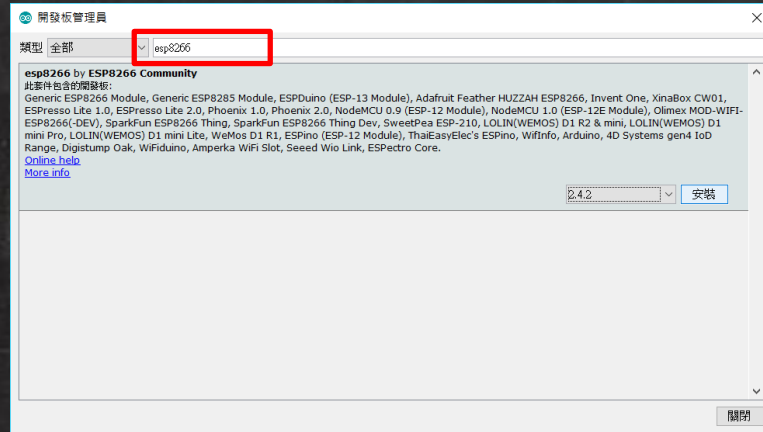 開發板管理員
類型 全部 esp8266
esp8266 by ESP8266 Community
此套件包含的開發板:
Generic ESP8266 Module, Generic ESP8285 Module, ESPDuino (ESP-13 Module), Adafruit Feather HUZZAH ESP8266, Invent One, XinaBox CW01,
ESPresso Lite 1.0, ESPresso Lite 2.0, Phoenix 1.0, Phoenix 2.0, NodeMCU 0.9 (ESP-12 Module), NodeMCU 1.0 (ESP-12E Module), Olimex MOD-WIFI-
ESP8266(-DEV), SparkFun ESP8266 Thing, SparkFun ESP8266 Thing Dev, SweetPea ESP-210, LOLIN(WEMOS) D1 R2 & mini, LOLIN(WEMOS) D1
mini Pro, LOLIN(WEMOS) D1 mini Lite, WeMos D1 R1, ESPino (ESP-12 Module), ThaiEasyElec's ESPino, WifInfo, Arduino, 4D Systems gen4 IoD
Range, Digistump Oak, WiFiduino, Amperka WiFi Slot, Seeed Wio Link, ESPectro Core.
Online help
More info
2.4.2 安裝
關閉